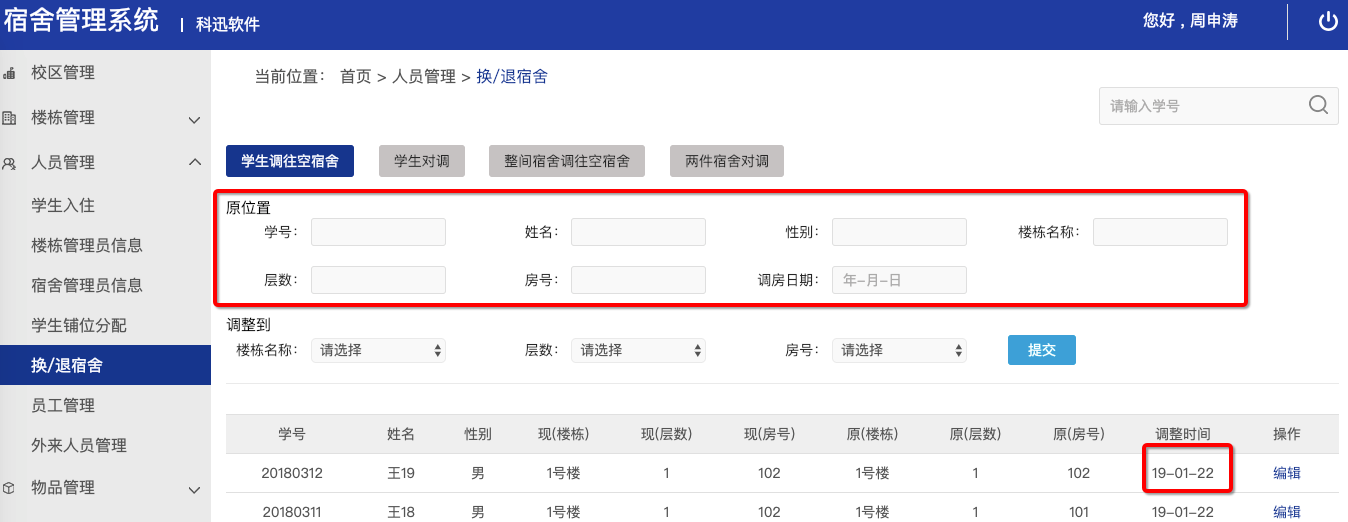 宿舍管理系统 | 科迅软件 您好，周申涛
校区管理
楼栋管理
人员管理
学生入住
楼栋管理员信息
宿舍管理员信息
学生铺位分配
换/退宿舍
员工管理
外来人员管理
物品管理
当前位置： 首页 > 人员管理 > 换/退宿舍
请输入学号
学生调往空宿舍 学生对调 整间宿舍调往空宿舍 两件宿舍对调
原位置
学号： 姓名： 性别： 楼栋名称：
层数： 房号： 调房日期： 年-月-日
调整到
楼栋名称： 请选择 层数： 请选择 房号： 请选择 提交
学号 姓名 性别 现(楼栋) 现(层数) 现(房号) 原(楼栋) 原(层数) 原(房号) 调整时间 操作
20180312 王19 男 1号楼 1 102 1号楼 1 102 19-01-22 编辑
20180311 王18 男 1号楼 1 102 1号楼 1 101 19-01-22 编辑